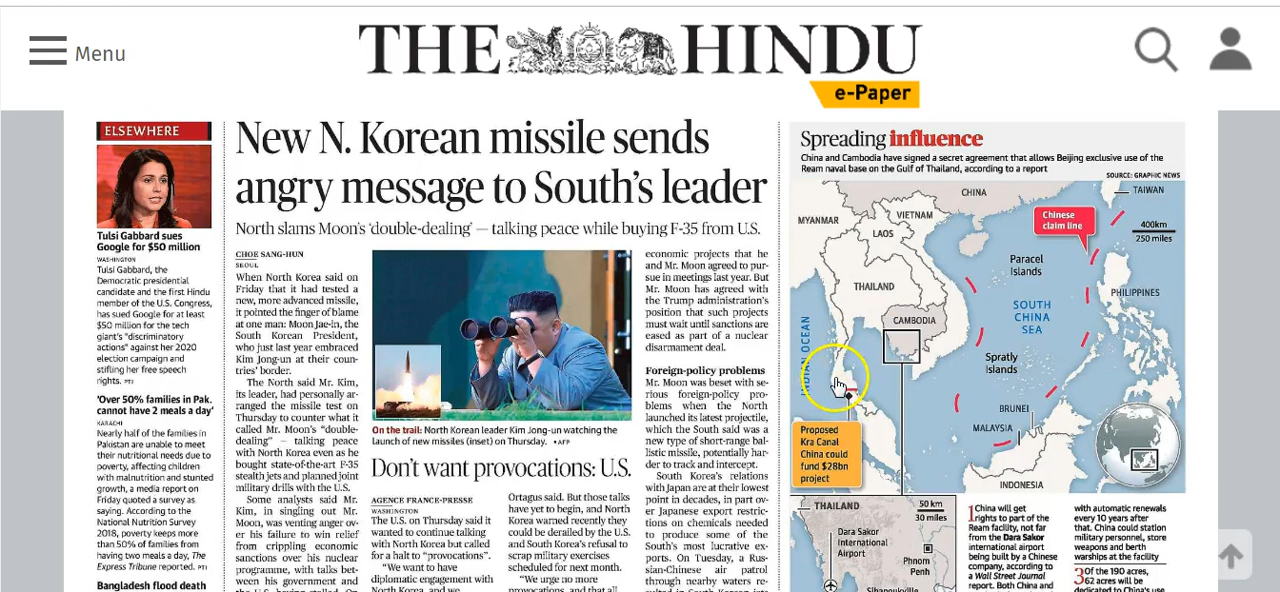 Menu
THE HINDU
e-Paper
ELSEWHERE
Tulsi Gabbard sues
Google for $50 million
WASHINGTON
Tulsi Gabbard, the
Democratic presidential
candidate and the first Hindu
member of the U.S. Congress,
has sued Google for at least
$50 million for the tech
giant's "discriminatory
actions" against her 2020
election campaign and
stifling her free speech
rights. PTI
'Over 50% families in Pak.
cannot have 2 meals a day'
KARACHI
Nearly half of the families in
Pakistan are unable to meet
their nutritional needs due to
poverty, affecting children
with malnutrition and stunted
growth, a media report on
Friday quoted a survey as
saying. According to the
National Nutrition Survey
2018, poverty keeps more
than 50% of families from
having two meals a day, The
Express Tribune reported. PTI
Bangladesh flood death
New N. Korean missile sends
angry message to South's leader
North slams Moon's 'double-dealing' — talking peace while buying F-35 from U.S.
CHOE SANG-HUN
SEOUL
When North Korea said on
Friday that it had tested a
new, more advanced missile,
it pointed the finger of blame
at one man: Moon Jae-in, the
South Korean President,
who just last year embraced
Kim Jong-un at their coun-
tries' border.
The North said Mr. Kim,
its leader, had personally ar-
ranged the missile test on
Thursday to counter what it
called Mr. Moon's "double-
dealing" — talking peace
with North Korea even as he
bought state-of-the-art F-35
stealth jets and planned joint
military drills with the U.S.
Some analysts said Mr.
Kim, in singling out Mr.
Moon, was venting anger ov-
er his failure to win relief
from crippling economic
sanctions over his nuclear
programme, with talks bet-
ween his government and
On the trail: North Korean leader Kim Jong-un watching the
launch of new missiles (inset) on Thursday. • AFP
Don't want provocations: U.S.
AGENCE FRANCE-PRESSE
WASHINGTON
The U.S. on Thursday said it
wanted to continue talking
with North Korea but called
for a halt to "provocations".
"We want to have
diplomatic engagement with
North Korea, and we
Ortagus said. But those talks
have yet to begin, and North
Korea warned recently they
could be derailed by the U.S.
and South Korea's refusal to
scrap military exercises
scheduled for next month.
"We urge no more
provocations, and that all
economic projects that he
and Mr. Moon agreed to pur-
sue in meetings last year. But
Mr. Moon has agreed with
the Trump administration's
position that such projects
must wait until sanctions are
eased as part of a nuclear
disarmament deal.
Foreign-policy problems
Mr. Moon was beset with se-
rious foreign-policy pro-
blems when the North
launched its latest projectile,
which the South said was a
new type of short-range bal-
listic missile, potentially har-
der to track and intercept.
South Korea's relations
with Japan are at their lowest
point in decades, in part ov-
er Japanese export restric-
tions on chemicals needed
to produce some of the
South's most lucrative ex-
ports. On Tuesday, a Rus-
sian-Chinese air patrol
through nearby waters re-
Spreading influence
China and Cambodia have signed a secret agreement that allows Beijing exclusive use of the
Ream naval base on the Gulf of Thailand, according to a report
SOURCE: GRAPHIC NEWS
CHINA
TAIWAN
MYANMAR
VIETNAM
LAOS
Chinese
claim line
400km
250 miles
Paracel
Islands
THAILAND
PHILIPPINES
SOUTH
CHINA
SEA
CAMBODIA
INDIAN OCEAN
Spratly
Islands
BRUNEI
MALAYSIA
Proposed
Kra Canal
China could
fund $28bn
project
INDONESIA
THAILAND
50 km
30 miles
Dara Sakor
International
Airport
Phnom
Penh
Sihanoukville
1China will get
rights to part of the
Ream facility, not far
from the Dara Sakor
international airport
being built by a Chinese
company, according to
a Wall Street Journal
report. Both China and
with automatic renewals
every 10 years after
that. China could station
military personnel, store
weapons and berth
warships at the facility
3Of the 190 acres,
62 acres will be
dedicated to China's use